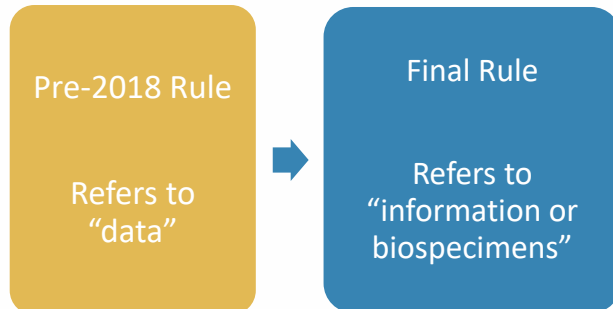 Pre-2018 Rule
Refers to
“data”
Final Rule
Refers to
“information or
biospecimens”